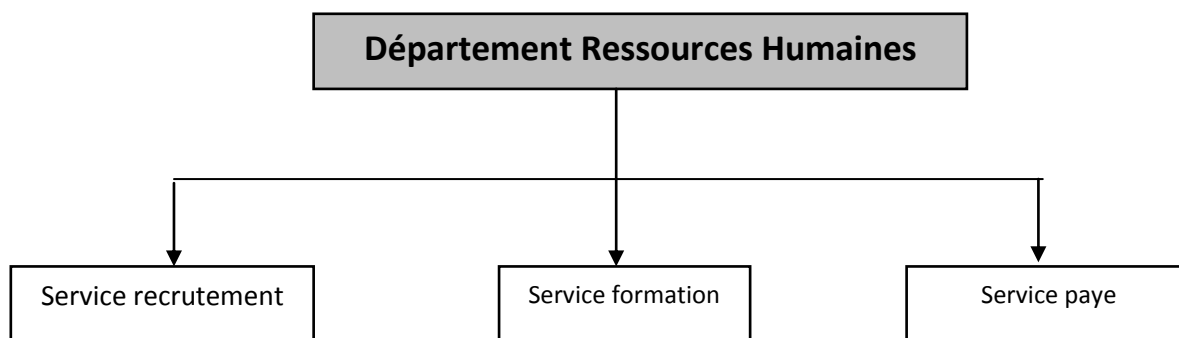 Département Ressources Humaines
Service recrutement
Service formation
Service paye